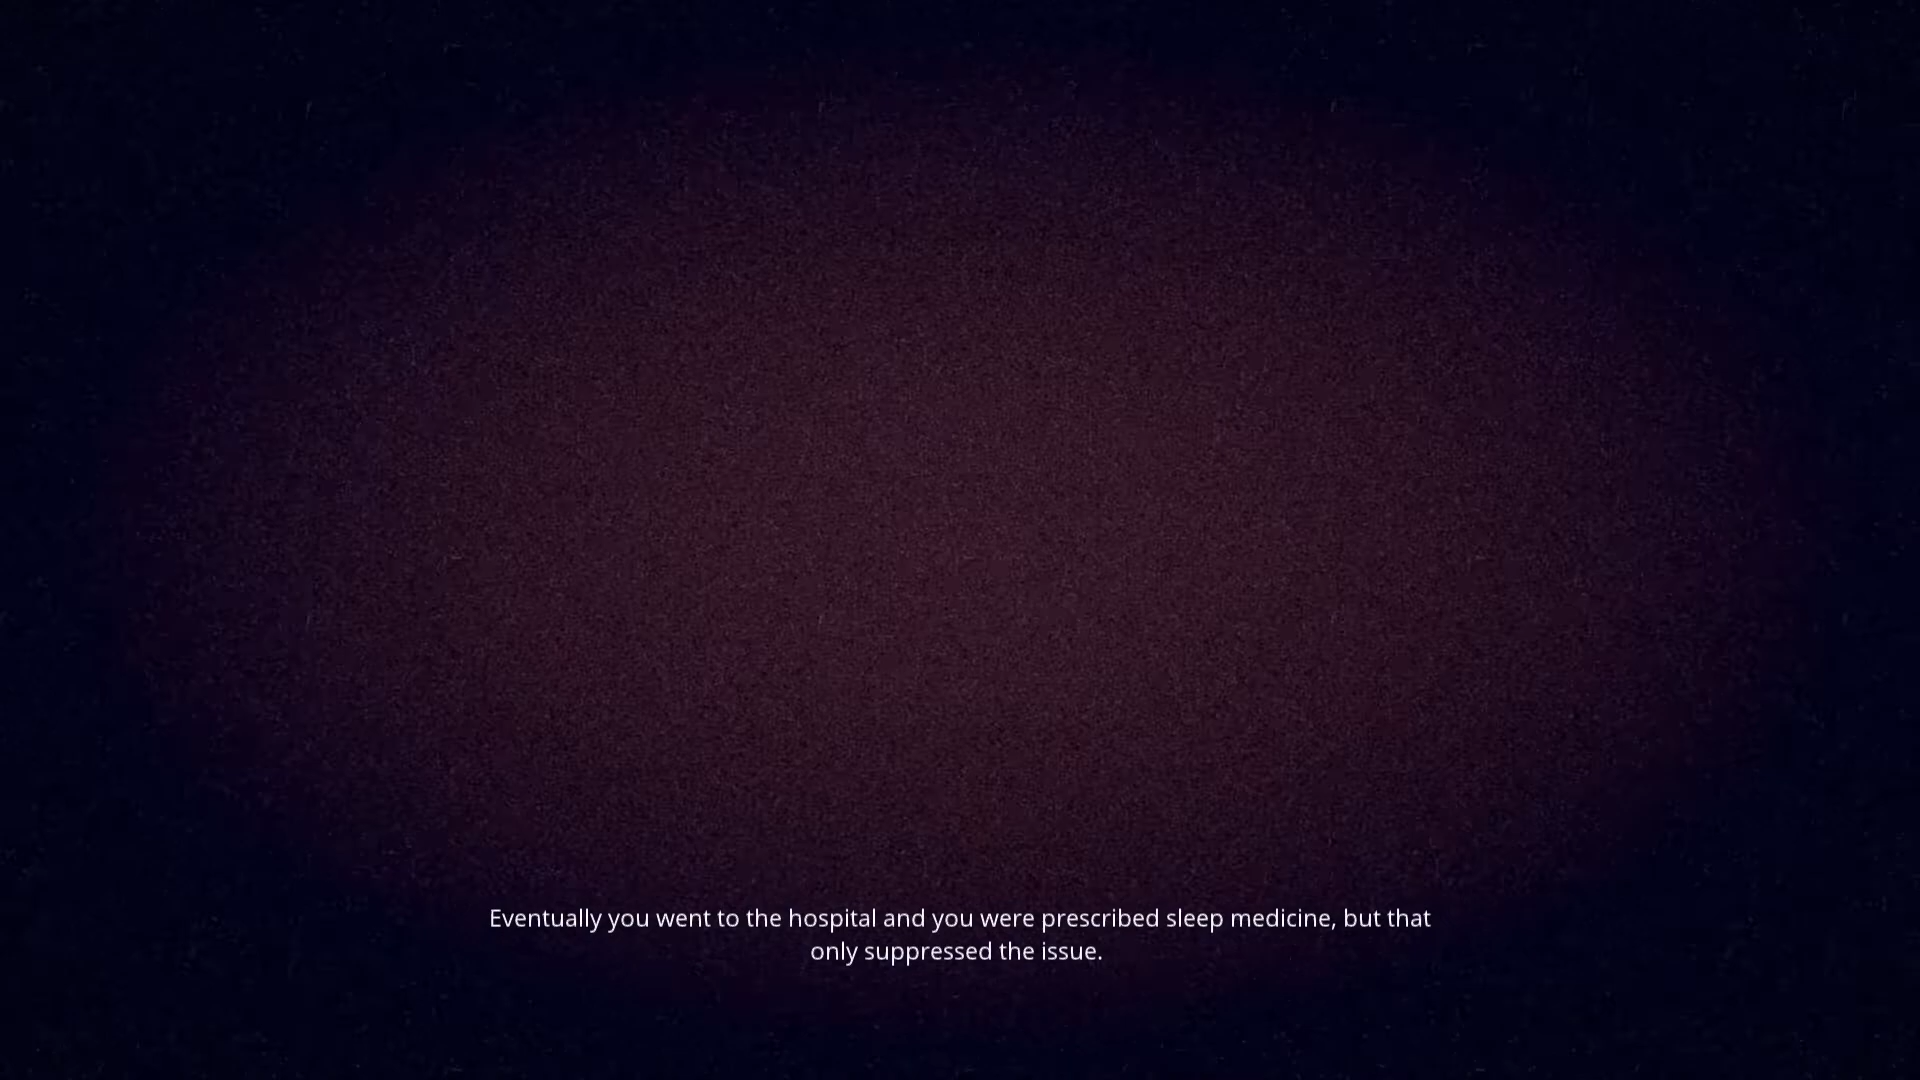 Eventually you went to the hospital and you were prescribed sleep medicine, but that
only suppressed the issue.